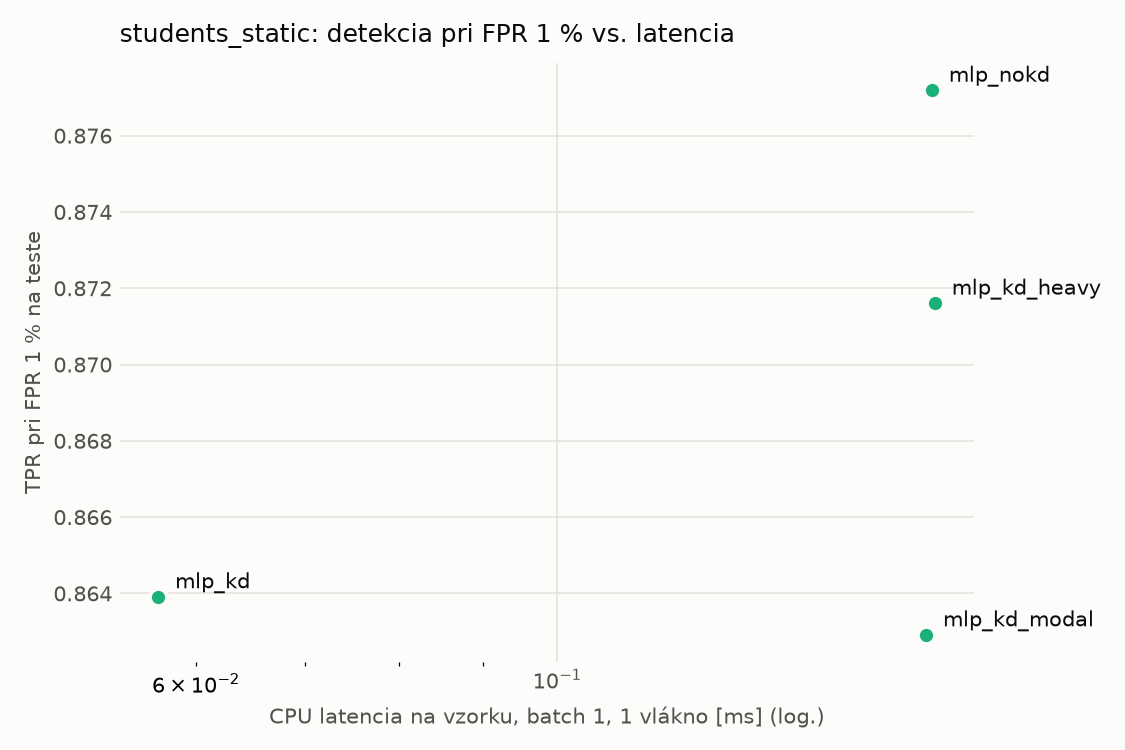 students_static: detekcia pri FPR 1 % vs. latencia
mlp_nokd
0.876
0.874
0.872
mlp_kd_heavy
0.870
0.868
0.866
mlp_kd
0.864
mlp_kd_modal
TPR pri FPR 1 % na teste
6 × 10⁻²
10⁻¹
CPU latencia na vzorku, batch 1, 1 vlákno [ms] (log.)